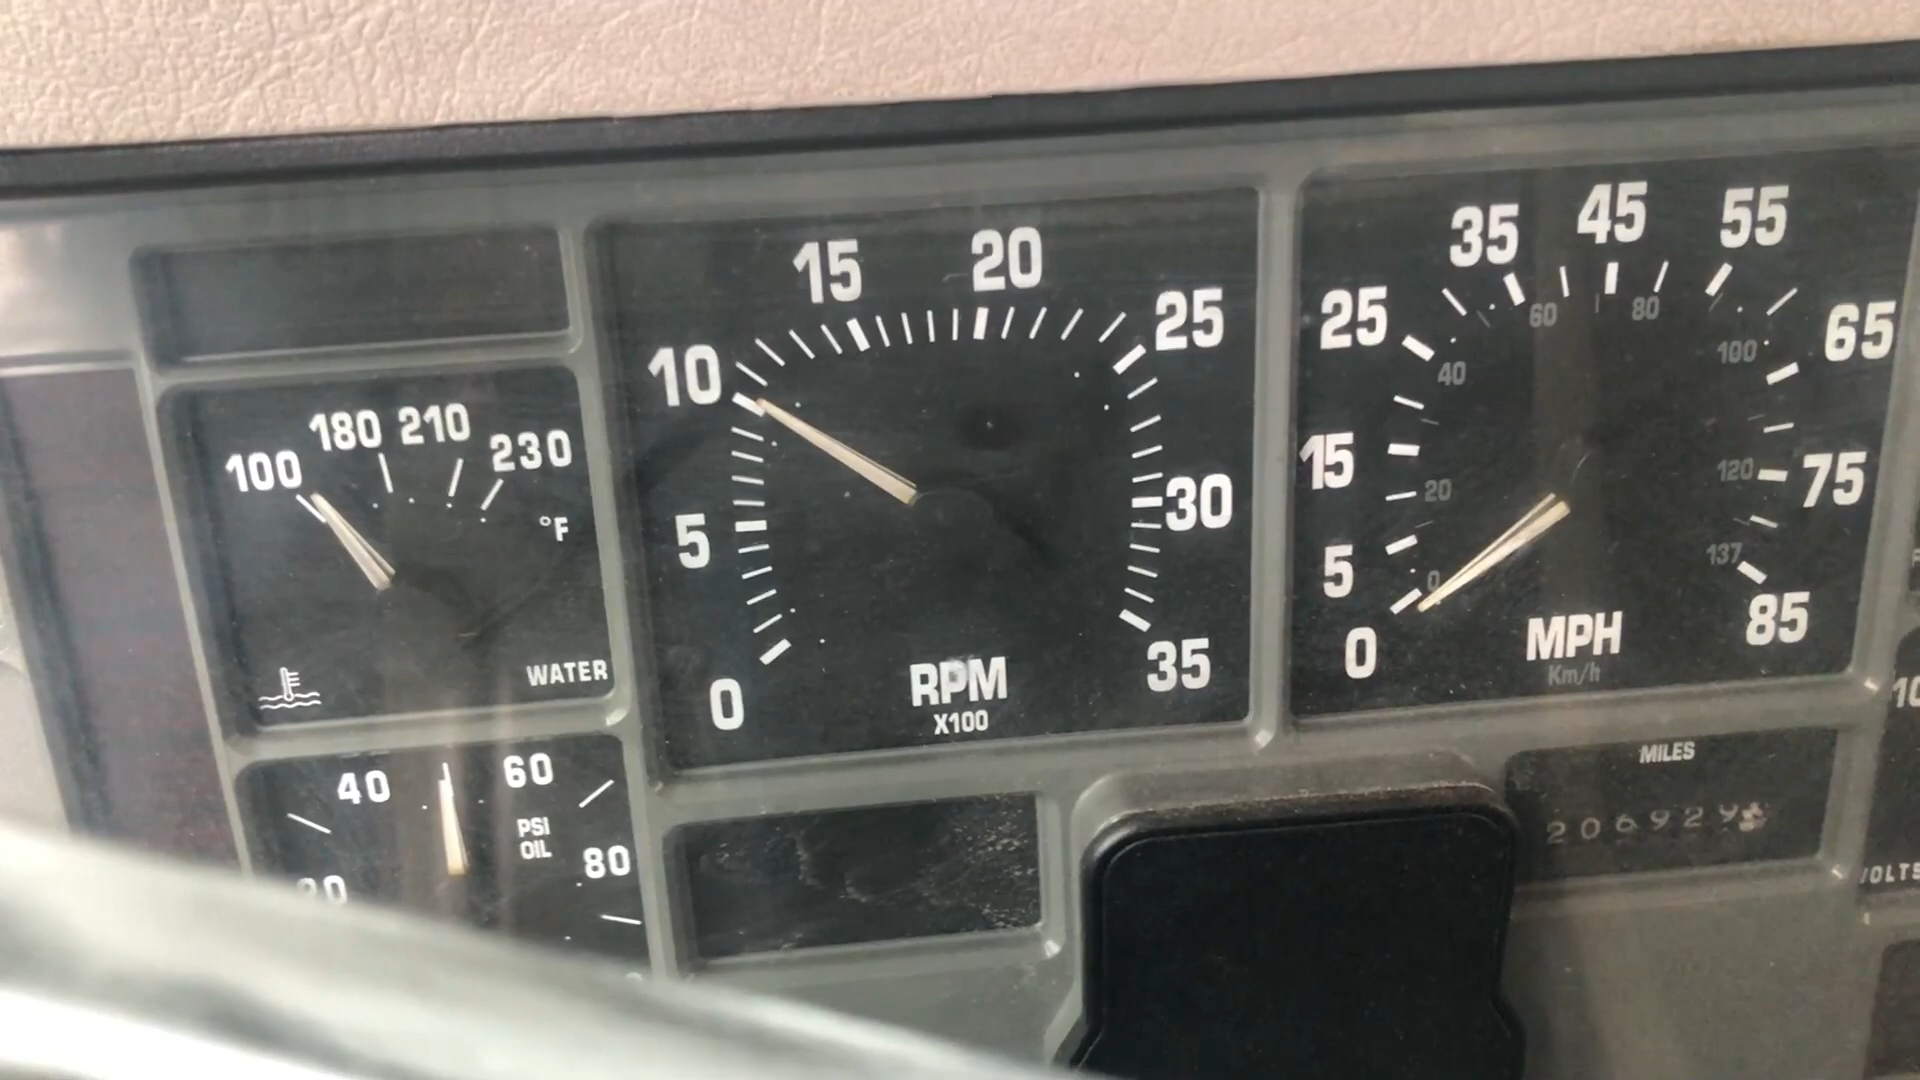 100 180 210 230
°F
WATER
40 60
PSI
OIL
80
0 5 10 15 20 25 30 35
RPM
X100
0 5 15 25 35 45 55 65 75 85
0 20 40 60 80 100 120 137
MPH
Km/h
MILES
206929
VOLTS